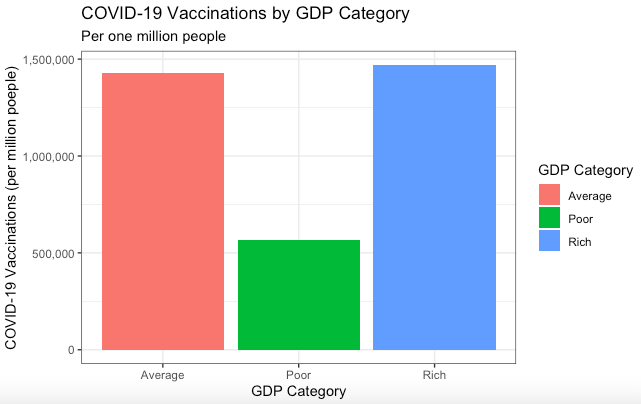 COVID-19 Vaccinations by GDP Category
Per one million people
COVID-19 Vaccinations (per million poeple)
1,500,000
1,000,000
500,000
0
Average
Poor
Rich
GDP Category
GDP Category
Average
Poor
Rich